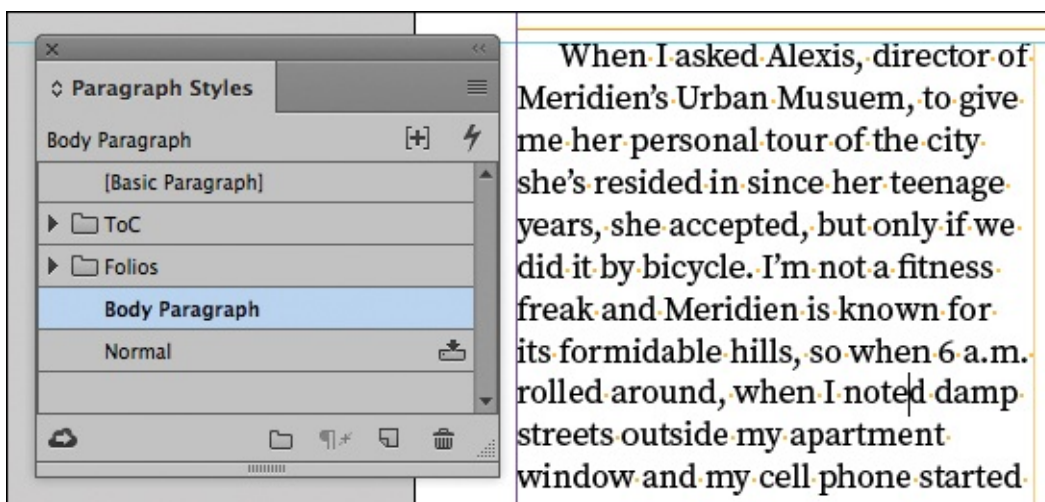 Paragraph Styles
Body Paragraph
[Basic Paragraph]
ToC
Folios
Body Paragraph
Normal
When I asked Alexis, director of
Meridien’s Urban Musuem, to give
me her personal tour of the city
she’s resided in since her teenage
years, she accepted, but only if we
did it by bicycle. I’m not a fitness
freak and Meridien is known for
its formidable hills, so when 6 a.m.
rolled around, when I noted damp
streets outside my apartment
window and my cell phone started